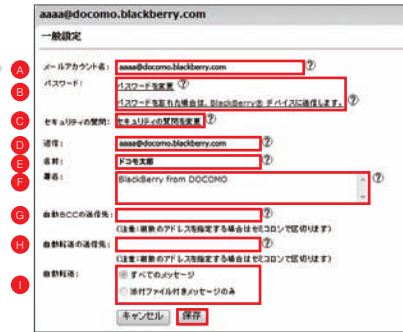 aaaa@docomo.blackberry.com
一般設定
A メールアカウント名： aaaa@docomo.blackberry.com ?
B パスワード： パスワードを変更 ?
パスワードを忘れた場合は、BlackBerry® デバイスに送信します。 ?
C セキュリティの質問： セキュリティの質問を変更 ?
D 返信： aaaa@docomo.blackberry.com ?
E 名前： ドコモ太郎 ?
F 署名： BlackBerry from DOCOMO ?
G 自動BCCの送信先： ?
(注意：複数のアドレスを指定する場合はセミコロンで区切ります)
H 自動転送の送信先： ?
(注意：複数のアドレスを指定する場合はセミコロンで区切ります)
I 自動転送： すべてのメッセージ
添付ファイル付きメッセージのみ
キャンセル 保存